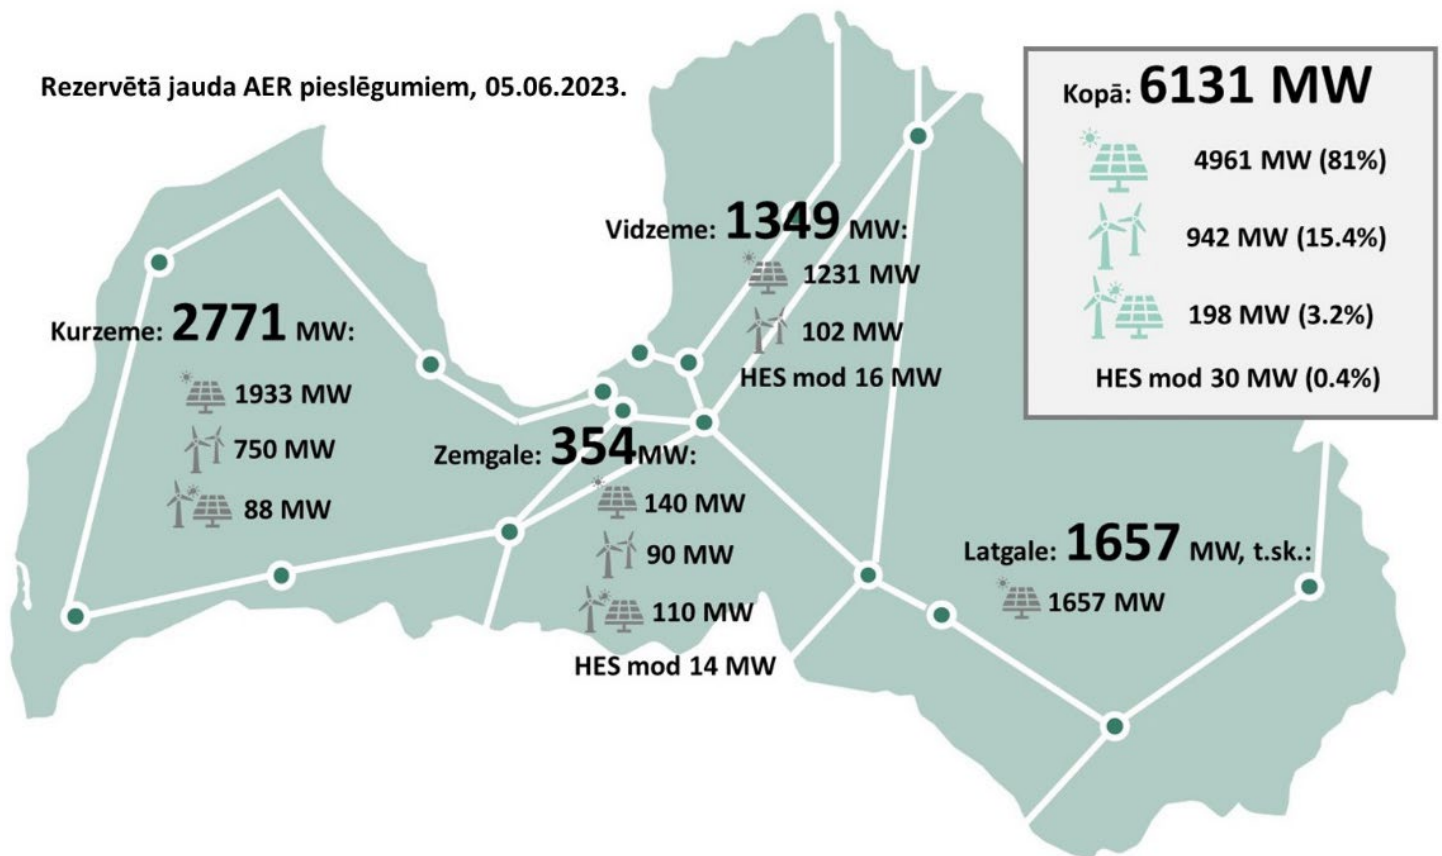 Rezervētā jauda AER pieslēgumiem, 05.06.2023.
Kopā: 6131 MW
4961 MW (81%)
942 MW (15.4%)
198 MW (3.2%)
HES mod 30 MW (0.4%)
Vidzeme: 1349 MW:
1231 MW
102 MW
HES mod 16 MW
Kurzeme: 2771 MW:
1933 MW
750 MW
88 MW
Zemgale: 354MW:
140 MW
90 MW
110 MW
HES mod 14 MW
Latgale: 1657 MW, t.sk.:
1657 MW